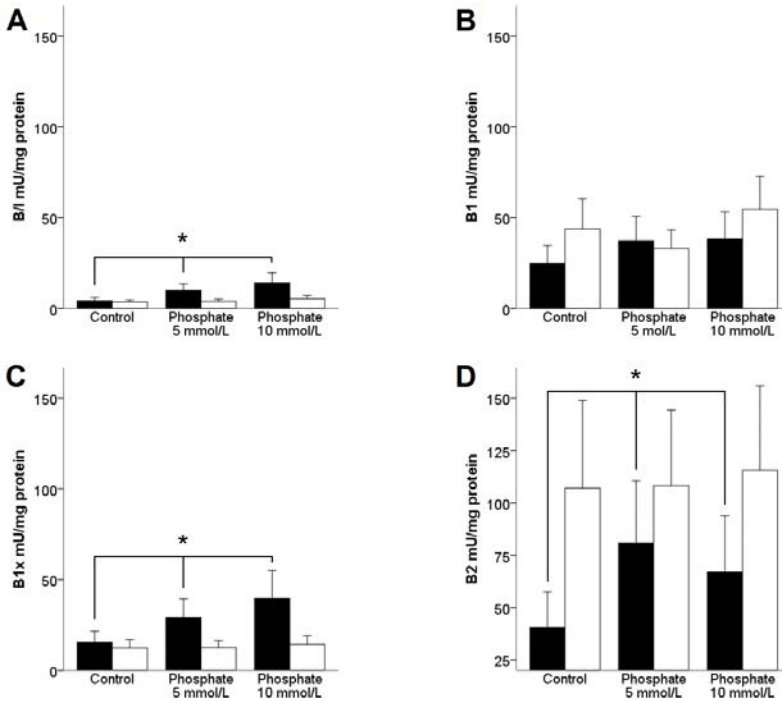 A
B/I mU/mg protein
150
100
50
0
*
Control
Phosphate
5 mmol/L
Phosphate
10 mmol/L
B
B1 mU/mg protein
150
100
50
0
Control
Phosphate
5 mol/L
Phosphate
10 mmol/L
C
B1x mU/mg protein
150
100
50
0
*
Control
Phosphate
5 mmol/L
Phosphate
10 mmol/L
D
B2 mU/mg protein
150
125
100
75
50
25
*
Control
Phosphate
5 mmol/L
Phosphate
10 mmol/L